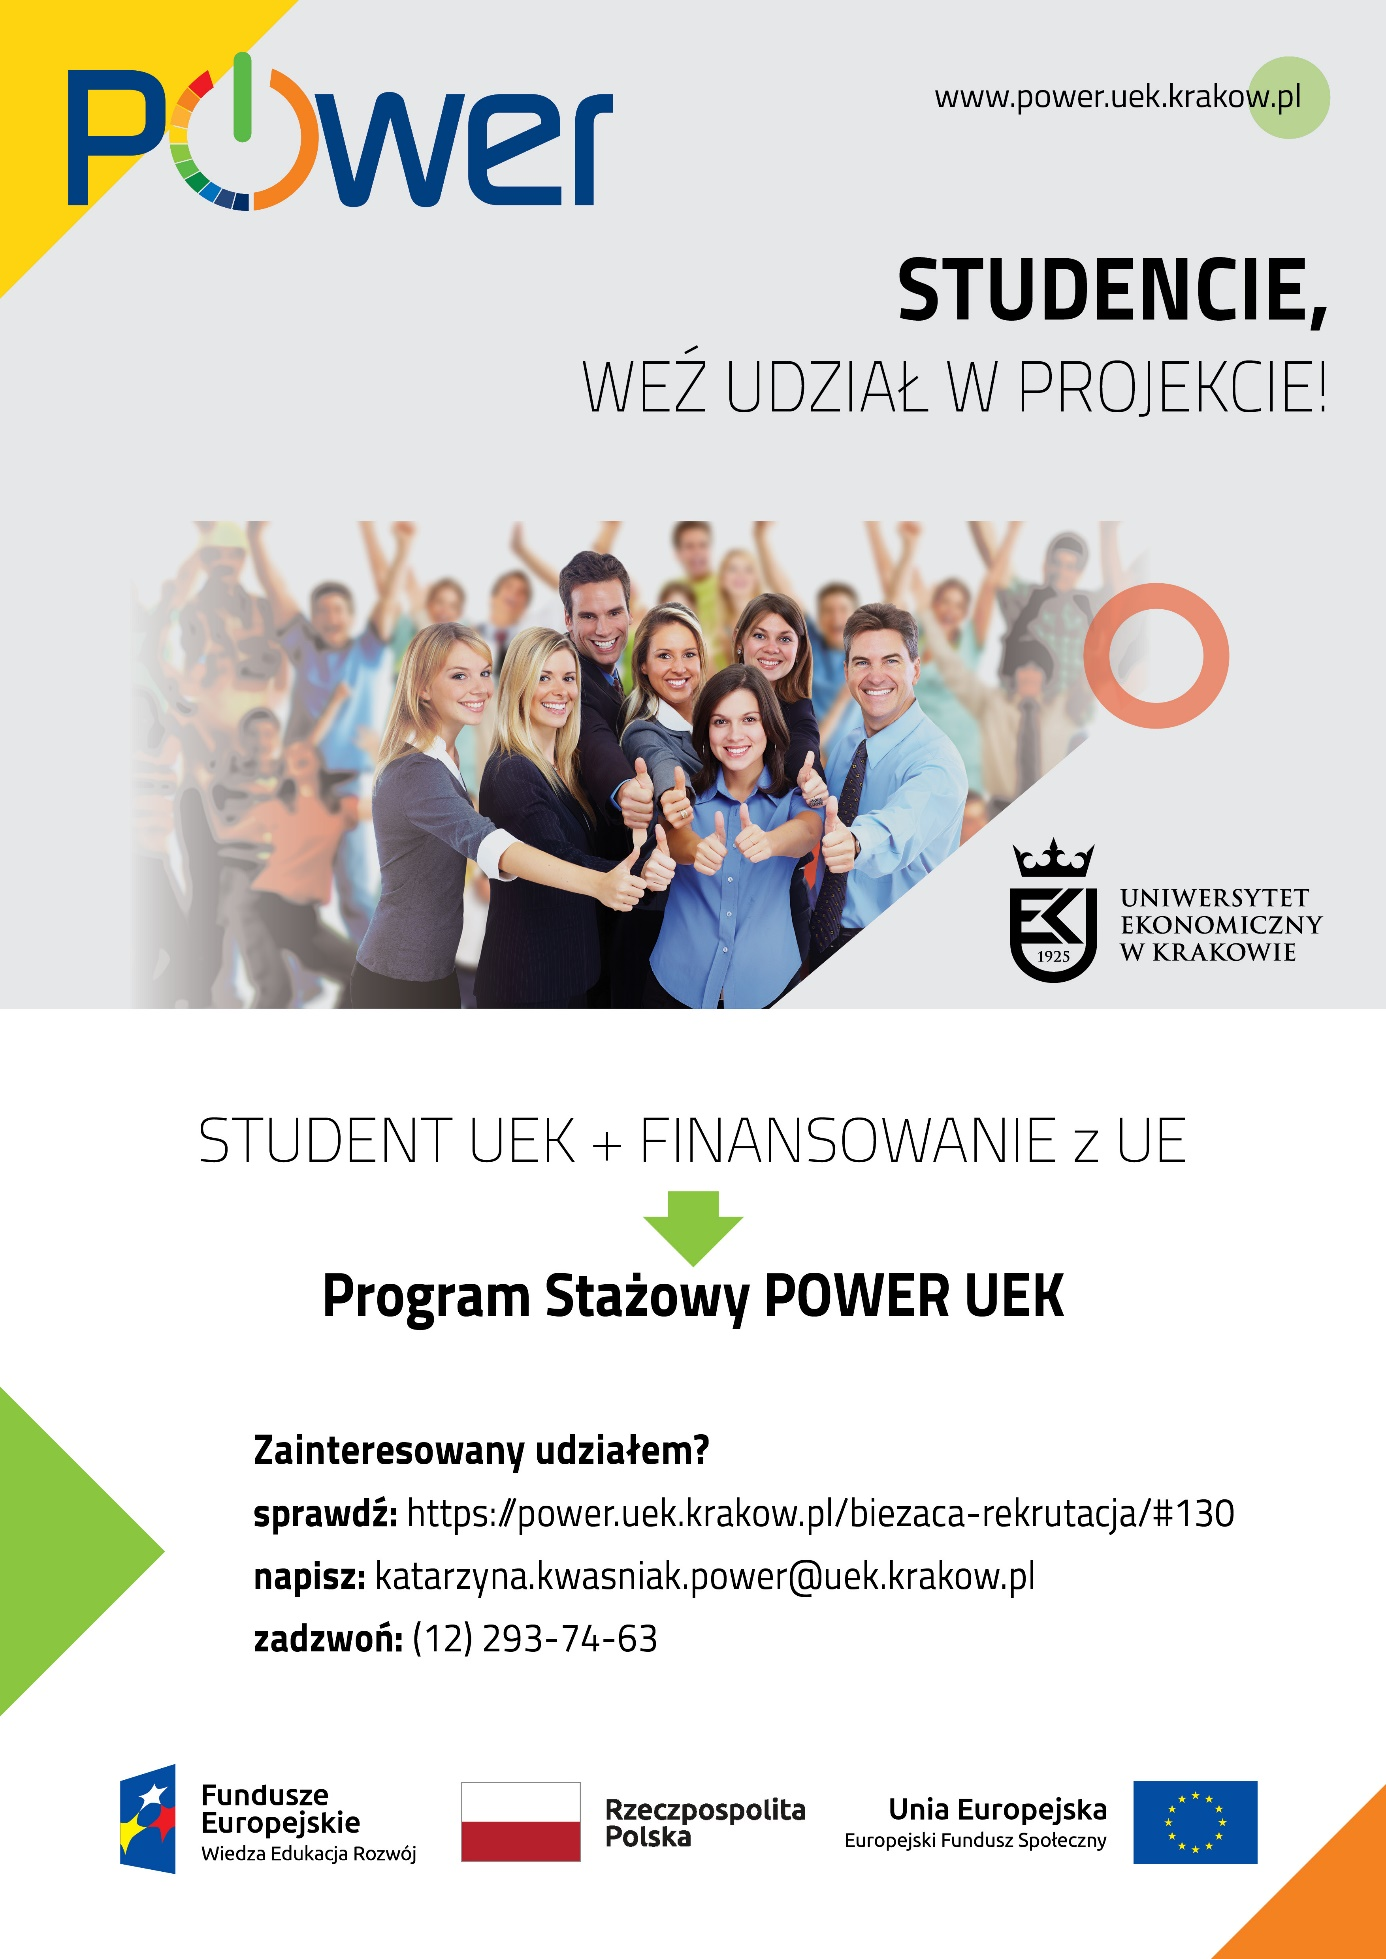 Power
www.power.uek.krakow.pl
STUDENCIE,
WEŹ UDZIAŁ W PROJEKCIE!
EK
1925
UNIWERSYTET
EKONOMICZNY
W KRAKOWIE
STUDENT UEK + FINANSOWANIE z UE
Program Stażowy POWER UEK
Zainteresowany udziałem?
sprawdź: https://power.uek.krakow.pl/biezaca-rekrutacja/#130
napisz: katarzyna.kwasniak.power@uek.krakow.pl
zadzwoń: (12) 293-74-63
Fundusze
Europejskie
Wiedza Edukacja Rozwój
Rzeczpospolita
Polska
Unia Europejska
Europejski Fundusz Społeczny